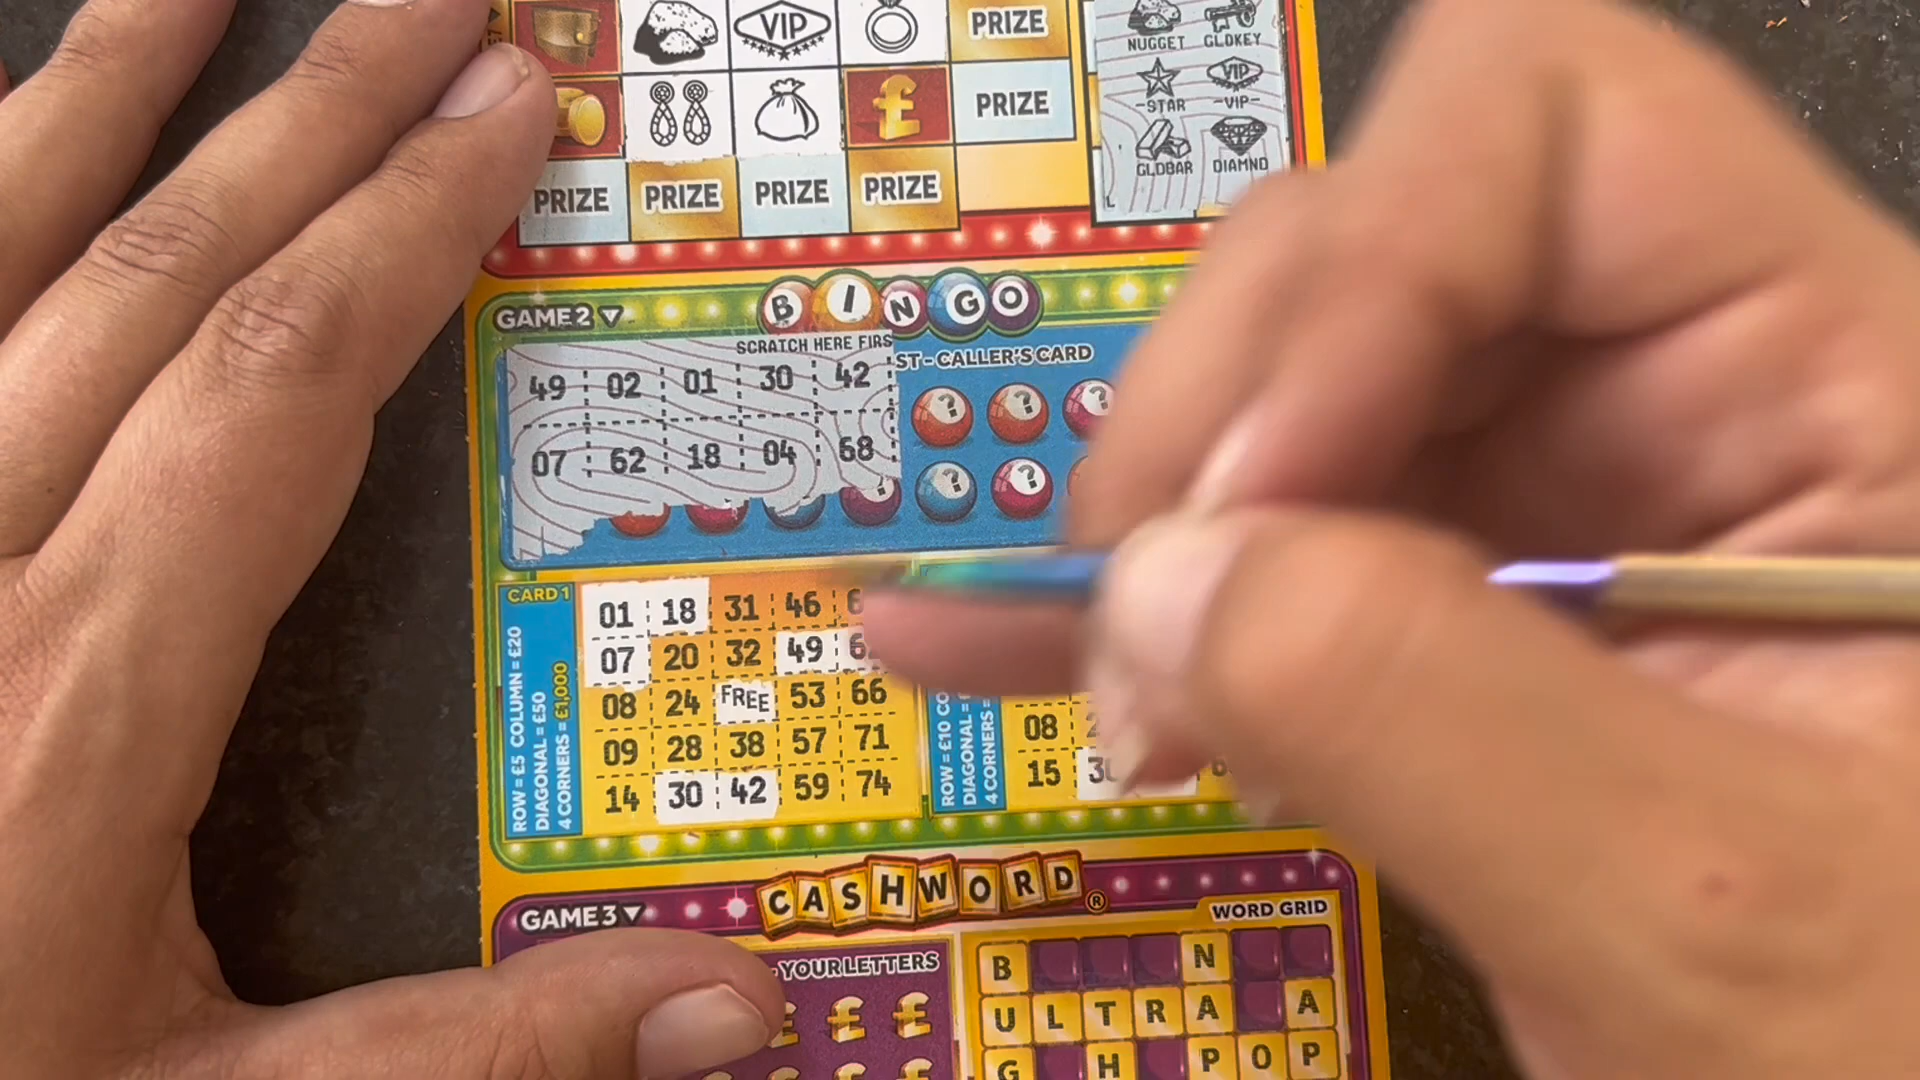 VIP
PRIZE
NUGGET GLDKEY
PRIZE
VIP
-STAR -VIP-
GLDBAR DIAMND
PRIZE PRIZE PRIZE PRIZE
GAME 2 BINGO
SCRATCH HERE FIRST - CALLER'S CARD
49 02 01 30 42
07 62 18 04 68
CARD 1
ROW = £5 COLUMN = £20
DIAGONAL = £50
4 CORNERS = £1,000
01 18 31 46
07 20 32 49
08 24 FREE 53 66
09 28 38 57 71
14 30 42 59 74
ROW = £10
DIAGONAL =
4 CORNERS =
08
15
GAME 3 CASHWORD®
YOUR LETTERS
£ £ £
WORD GRID
B N
U L T R A A
G H P O P